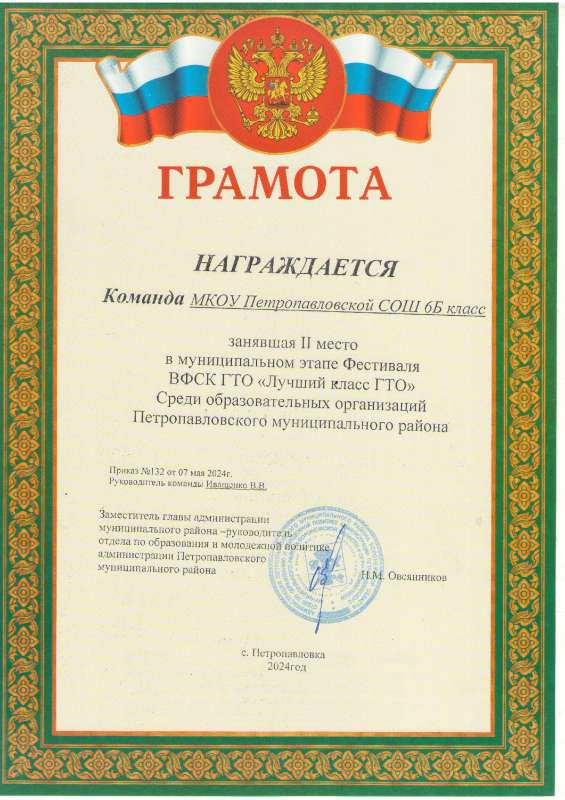 ГРАМОТА
НАГРАЖДАЕТСЯ
Команда МКОУ Петропавловской СОШ 6Б класс
занявшая II место
в муниципальном этапе Фестиваля
ВФСК ГТО «Лучший класс ГТО»
Среди образовательных организаций
Петропавловского муниципального района
Приказ №132 от 07 мая 2024г.
Руководитель команды Иващенко В.В.
Заместитель главы администрации
муниципального района –руководитель
отдела по образования и молодежной политике
администрации Петропавловского
муниципального района
Н.М. Овсянников
с. Петропавловка
2024год